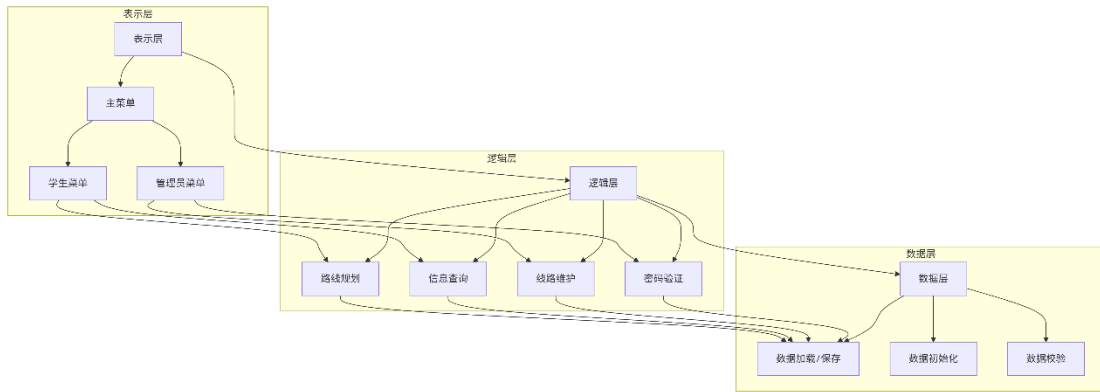 表示层
表示层
主菜单
学生菜单
管理员菜单
逻辑层
逻辑层
路线规划
信息查询
线路维护
密码验证
数据层
数据层
数据加载/保存
数据初始化
数据校验